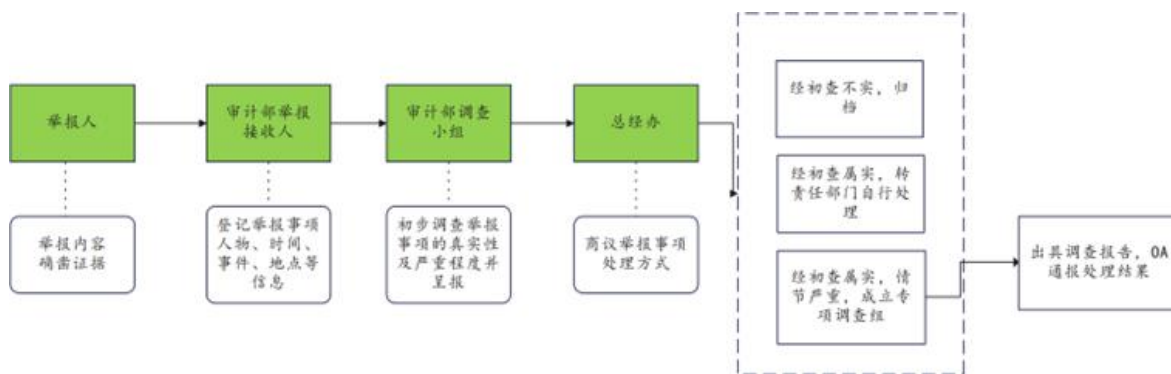 举报人
审计部举报
接收人
审计部调查
小组
总经办
举报内容
确凿证据
登记举报事项
人物、时间、
事件、地点等
信息
初步调查举报
事项的真实性
及严重程度并
呈报
商议举报事项
处理方式
经初查不实，归
档
经初查属实，转
责任部门自行处
理
经初查属实，情
节严重，成立专
项调查组
出具调查报告，OA
通报处理结果